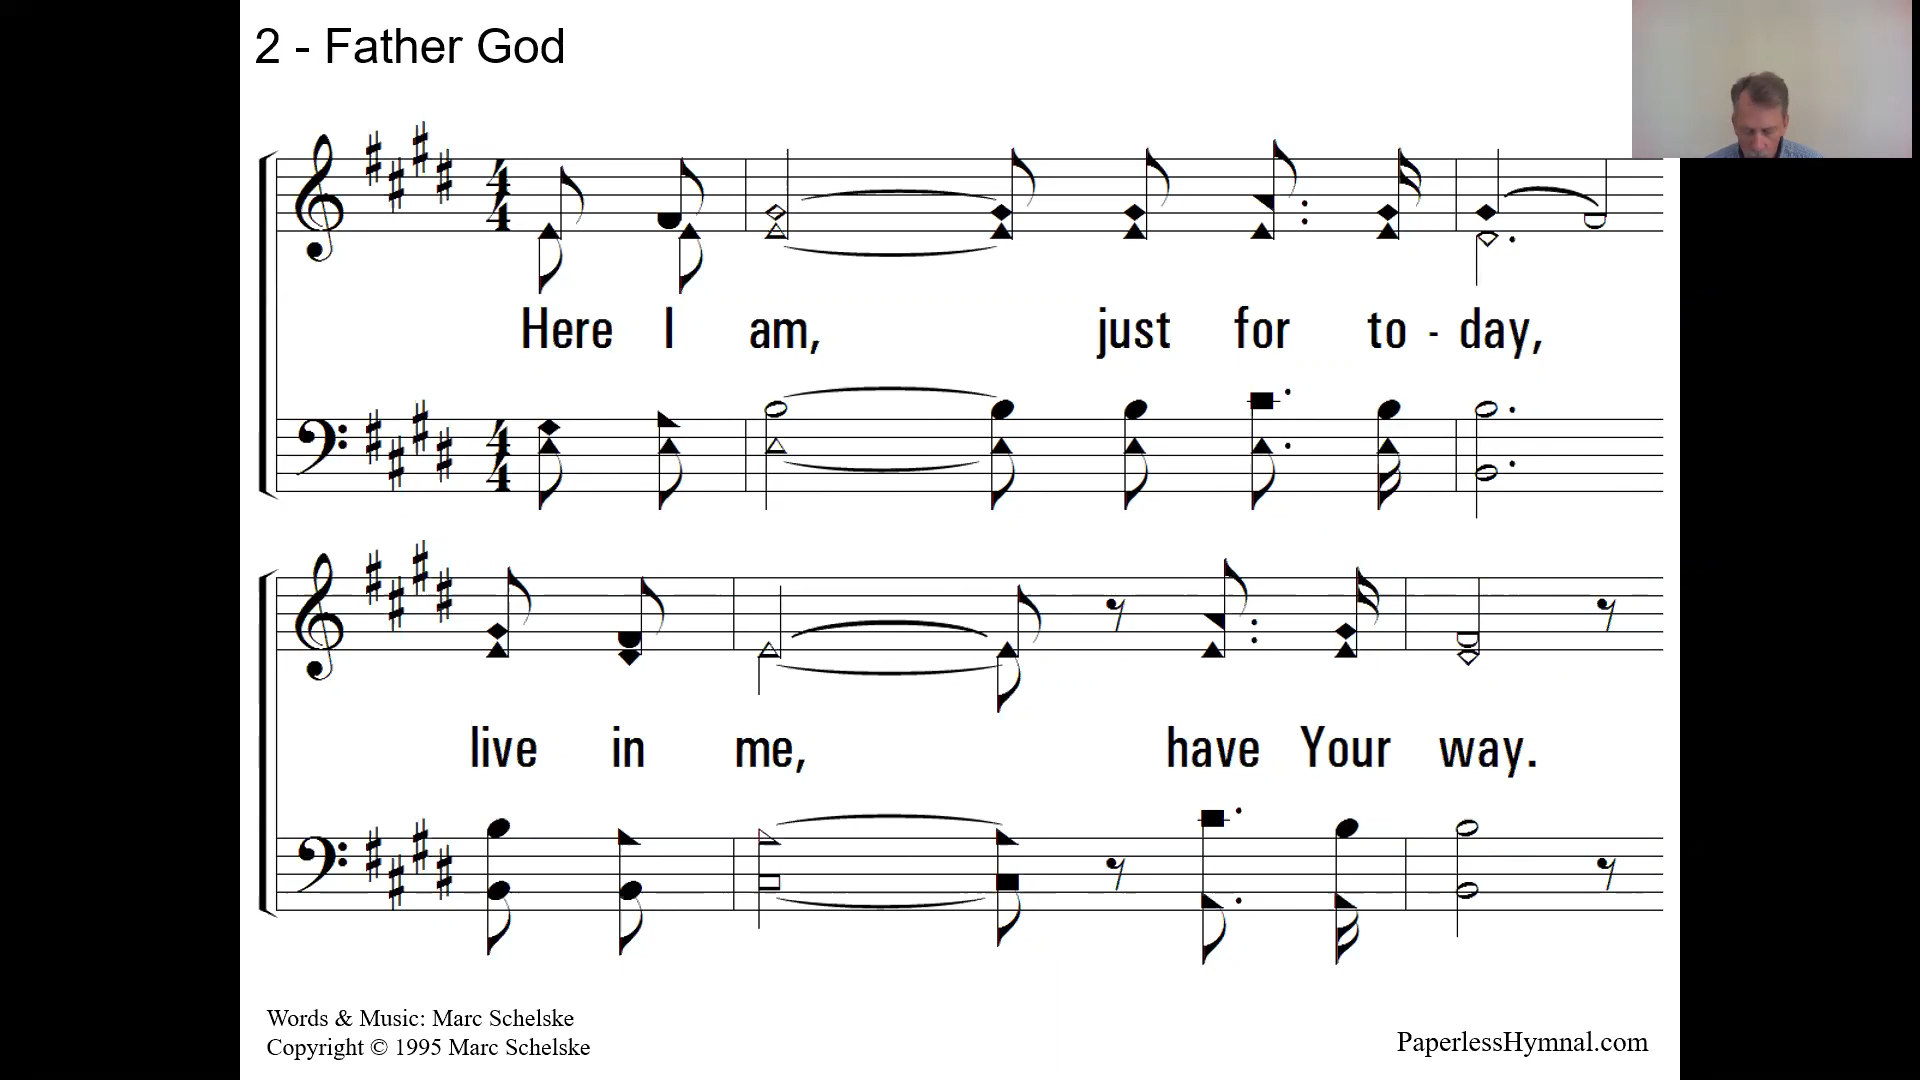 2 - Father God
Here I am, just for to - day,
live in me, have Your way.
Words & Music: Marc Schelske
Copyright © 1995 Marc Schelske
PaperlessHymnal.com